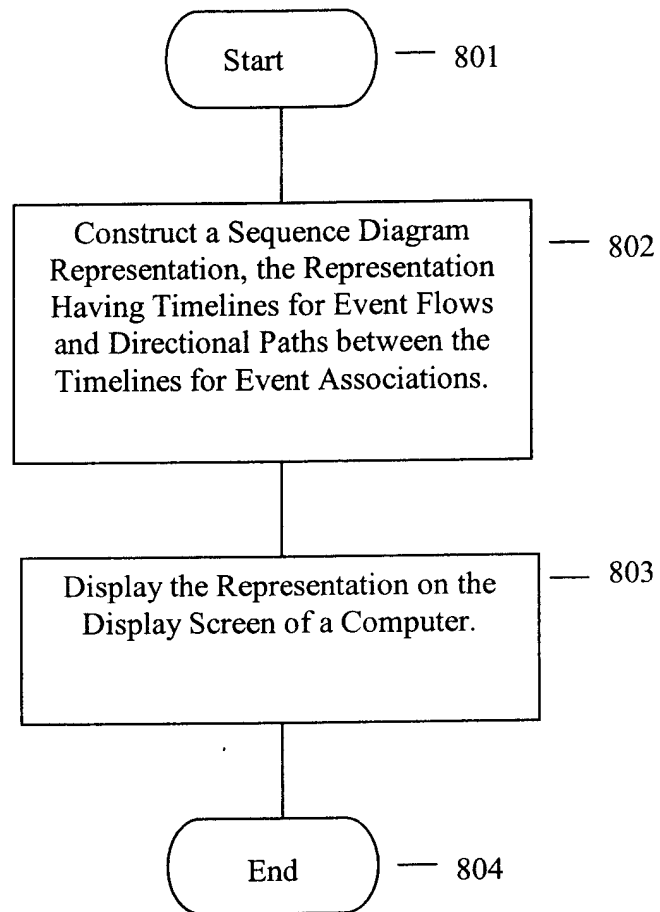 Start
801
Construct a Sequence Diagram
Representation, the Representation
Having Timelines for Event Flows
and Directional Paths between the
Timelines for Event Associations.
802
Display the Representation on the
Display Screen of a Computer.
803
End
804